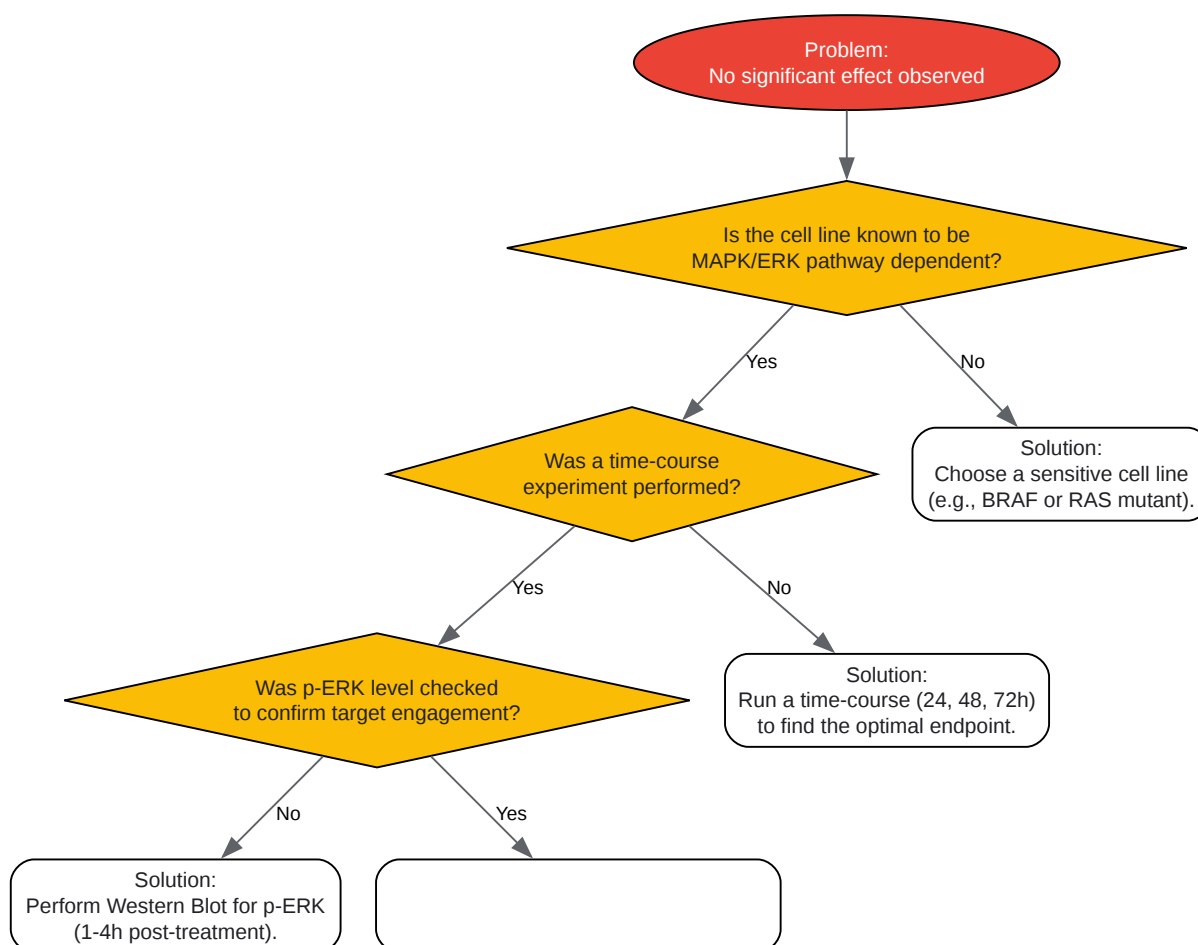 Problem:
No significant effect observed
Is the cell line known to be
MAPK/ERK pathway dependent?
Yes
No
Was a time-course
experiment performed?
Solution:
Choose a sensitive cell line
(e.g., BRAF or RAS mutant).
Yes
No
Was p-ERK level checked
to confirm target engagement?
Solution:
Run a time-course (24, 48, 72h)
to find the optimal endpoint.
No
Yes
Solution:
Perform Western Blot for p-ERK
(1-4h post-treatment).